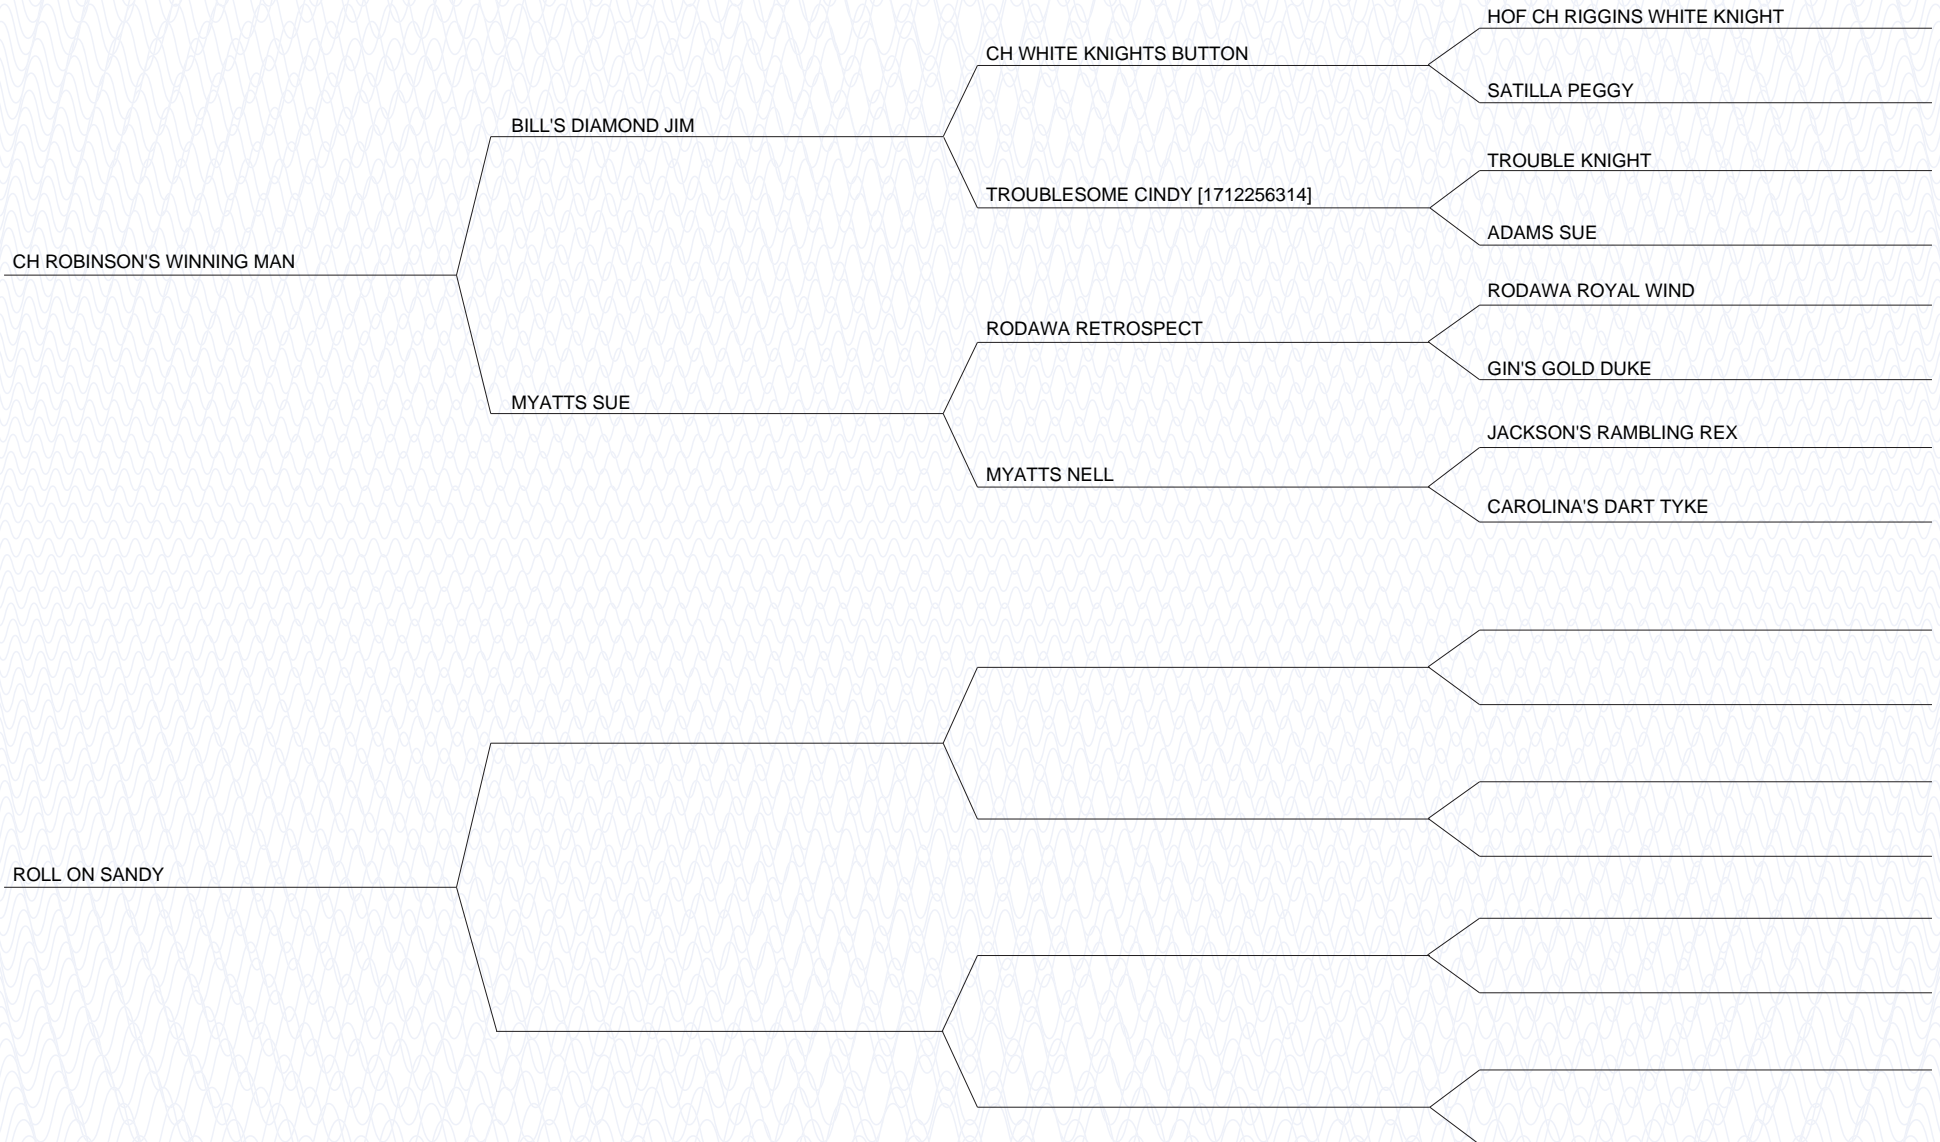 HOF CH RIGGINS WHITE KNIGHT
CH WHITE KNIGHTS BUTTON
SATILLA PEGGY
BILL'S DIAMOND JIM
TROUBLE KNIGHT
TROUBLESOME CINDY [1712256314]
ADAMS SUE
CH ROBINSON'S WINNING MAN
RODAWA ROYAL WIND
RODAWA RETROSPECT
GIN'S GOLD DUKE
MYATTS SUE
JACKSON'S RAMBLING REX
MYATTS NELL
CAROLINA'S DART TYKE
ROLL ON SANDY